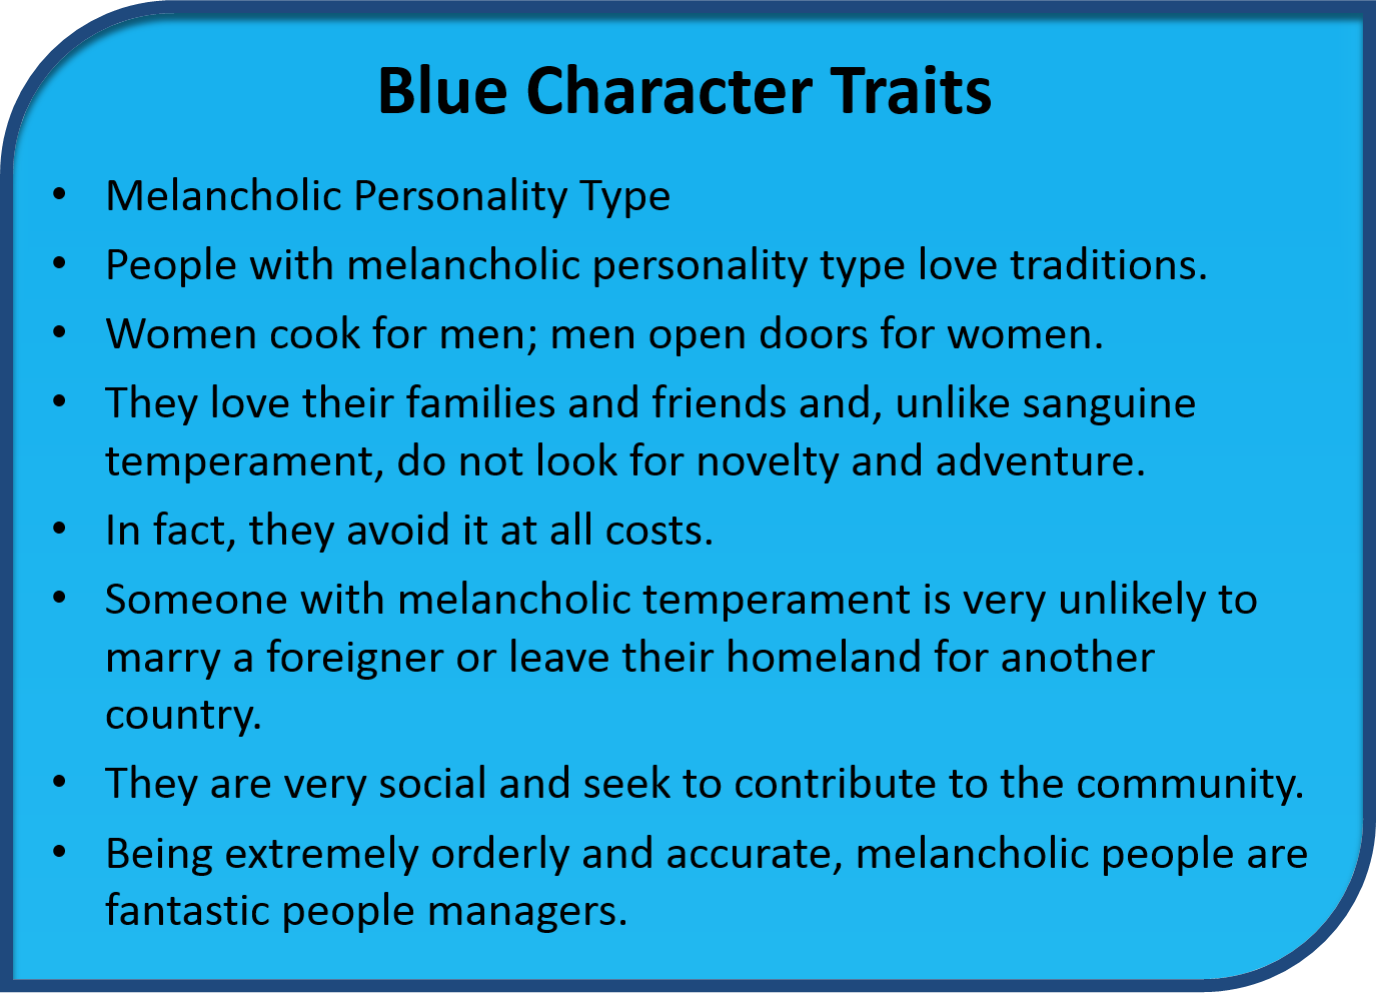 Blue Character Traits
• Melancholic Personality Type
• People with melancholic personality type love traditions.
• Women cook for men; men open doors for women.
• They love their families and friends and, unlike sanguine
temperament, do not look for novelty and adventure.
• In fact, they avoid it at all costs.
• Someone with melancholic temperament is very unlikely to
marry a foreigner or leave their homeland for another
country.
• They are very social and seek to contribute to the community.
• Being extremely orderly and accurate, melancholic people are
fantastic people managers.